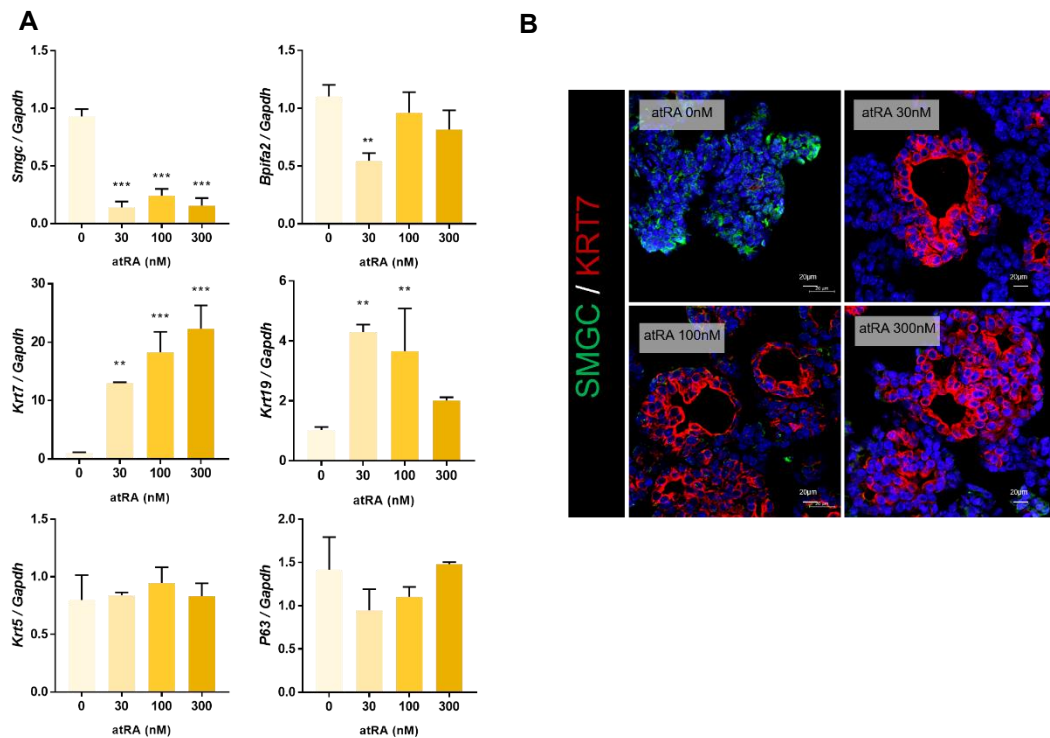 A
B
1.5
1.0
0.5
0.0
Smgc / Gapdh
***
***
***
0
30
100
300
atRA (nM)
1.5
1.0
0.5
0.0
Bpifa2 / Gapdh
**
0
30
100
300
atRA (nM)
30
20
10
0
Krt7 / Gapdh
**
***
***
0
30
100
300
atRA (nM)
6
4
2
0
Krt19 / Gapdh
**
**
0
30
100
300
atRA (nM)
1.5
1.0
0.5
0.0
Krt5 / Gapdh
0
30
100
300
atRA (nM)
2.0
1.5
1.0
0.5
0.0
P63 / Gapdh
0
30
100
300
atRA (nM)
SMGC / KRT7
atRA 0nM
20µm
atRA 30nM
20µm
atRA 100nM
20µm
atRA 300nM
20µm